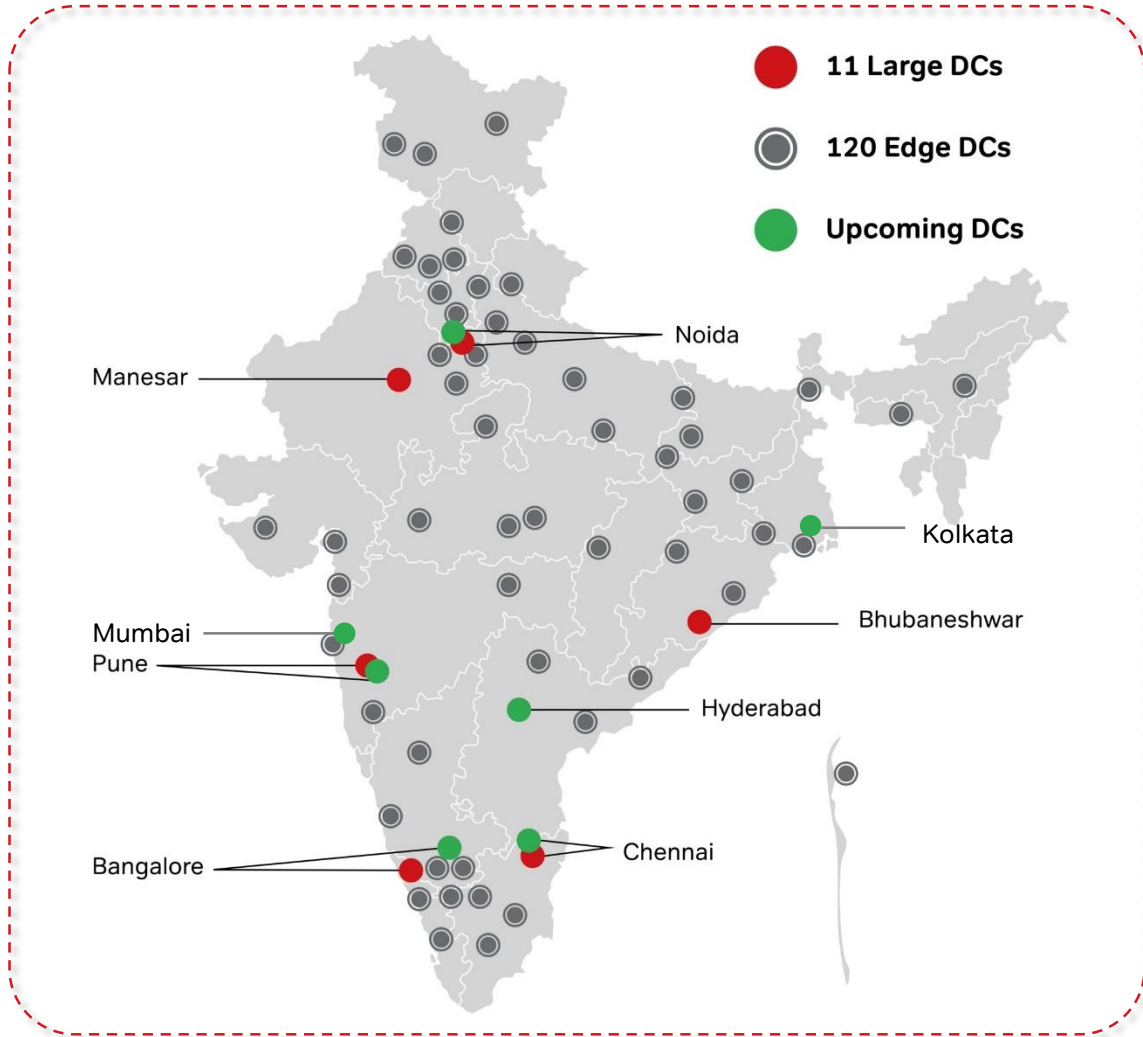 11 Large DCs
120 Edge DCs
Upcoming DCs
Noida
Manesar
Kolkata
Bhubaneshwar
Mumbai
Pune
Hyderabad
Chennai
Bangalore